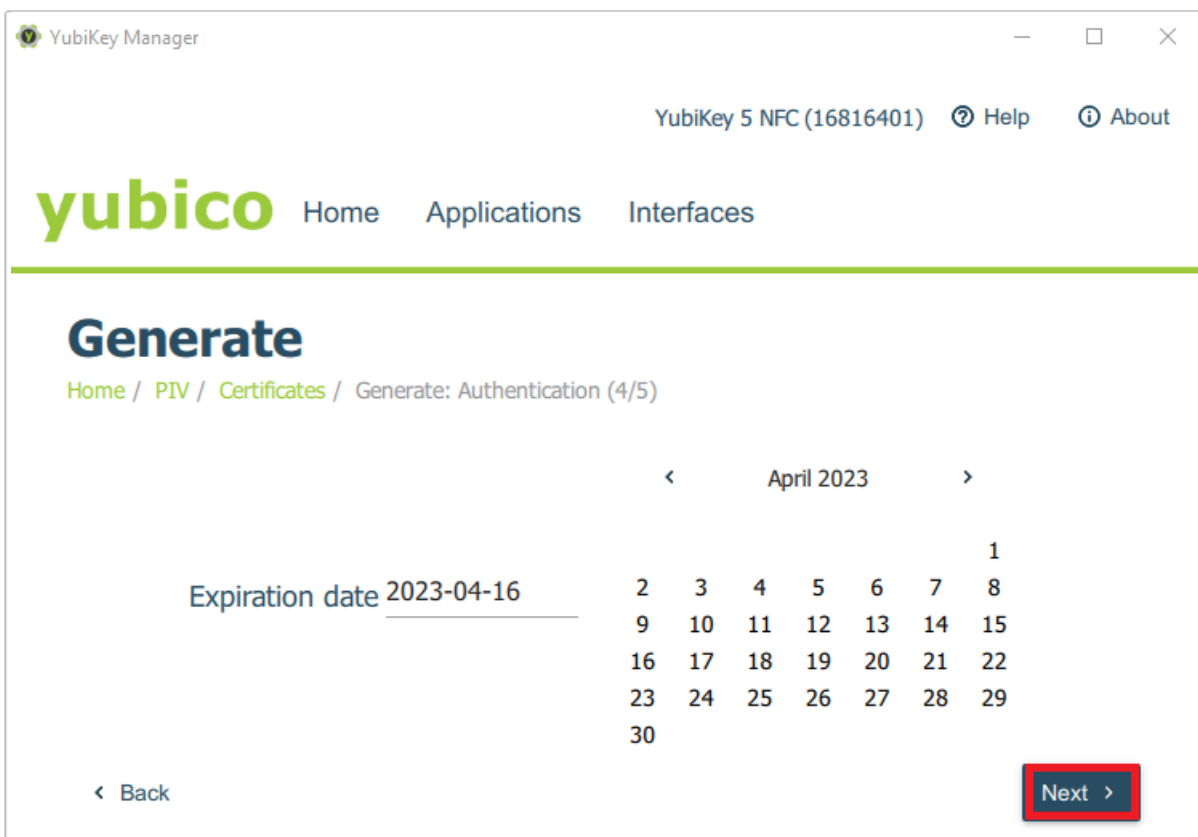 YubiKey Manager
YubiKey 5 NFC (16816401) Help About
yubico Home Applications Interfaces
Generate
Home / PIV / Certificates / Generate: Authentication (4/5)
April 2023
1
Expiration date 2023-04-16
2 3 4 5 6 7 8
9 10 11 12 13 14 15
16 17 18 19 20 21 22
23 24 25 26 27 28 29
30
Back
Next